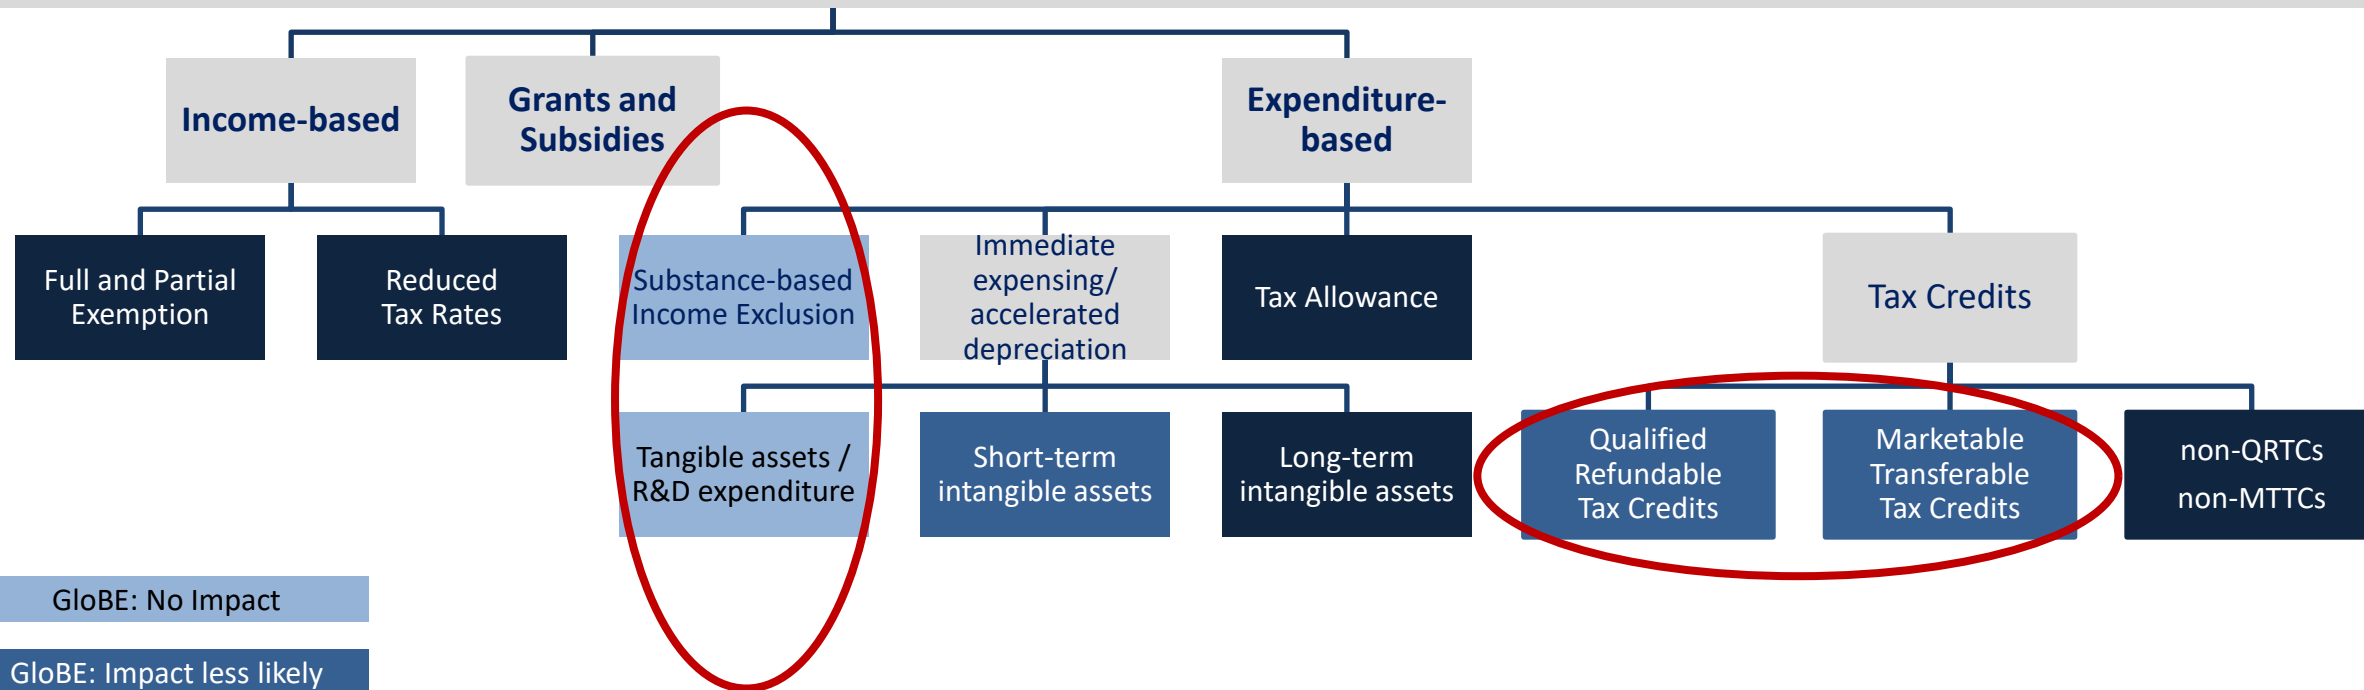 Income-based
Grants and
Subsidies
Expenditure-
based
Full and Partial
Exemption
Reduced
Tax Rates
Substance-based
Income Exclusion
Immediate
expensing/
accelerated
depreciation
Tax Allowance
Tax Credits
Tangible assets /
R&D expenditure
Short-term
intangible assets
Long-term
intangible assets
Qualified
Refundable
Tax Credits
Marketable
Transferable
Tax Credits
non-QRTCs
non-MTTCs
GloBE: No Impact
GloBE: Impact less likely